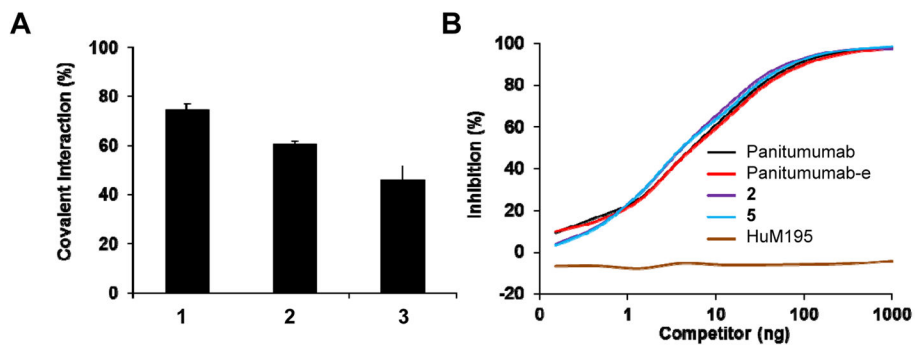 A
Covalent Interaction (%)
100
80
60
40
20
0
1
2
3
B
Inhibition (%)
100
80
60
40
20
0
-20
Panitumumab
Panitumumab-e
2
5
HuM195
0
1
10
100
1000
Competitor (ng)